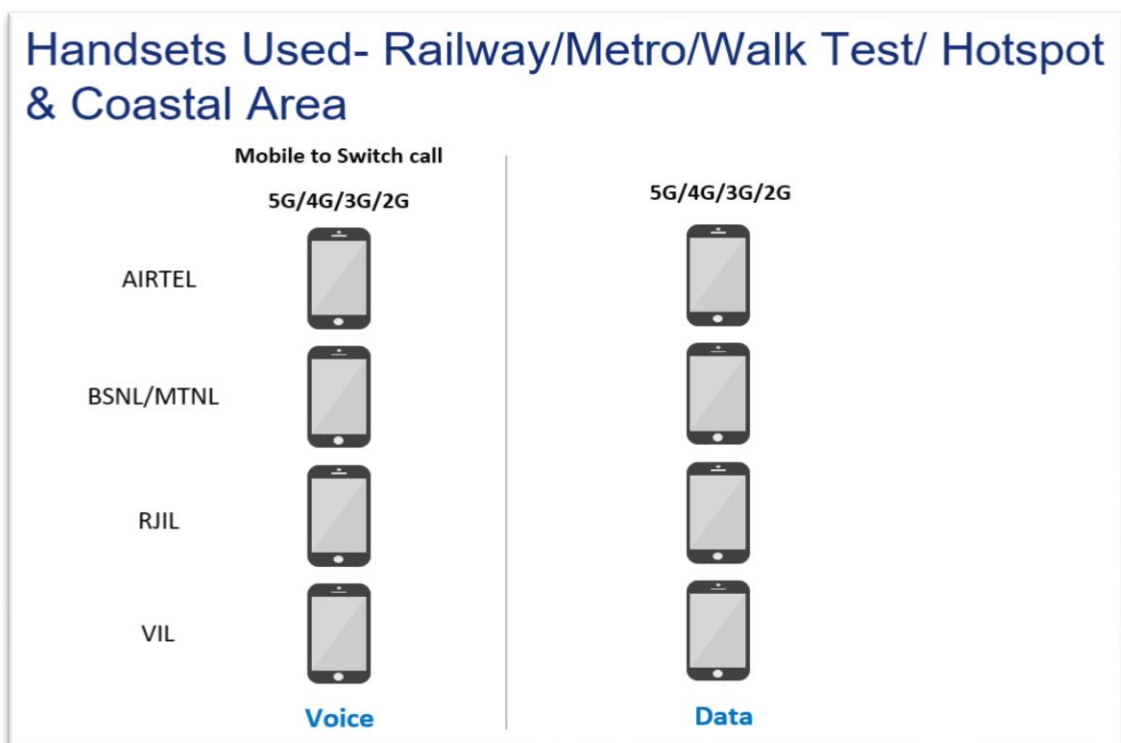 Handsets Used- Railway/Metro/Walk Test/ Hotspot
& Coastal Area
Mobile to Switch call
5G/4G/3G/2G
5G/4G/3G/2G
AIRTEL
BSNL/MTNL
RJIL
VIL
Voice
Data